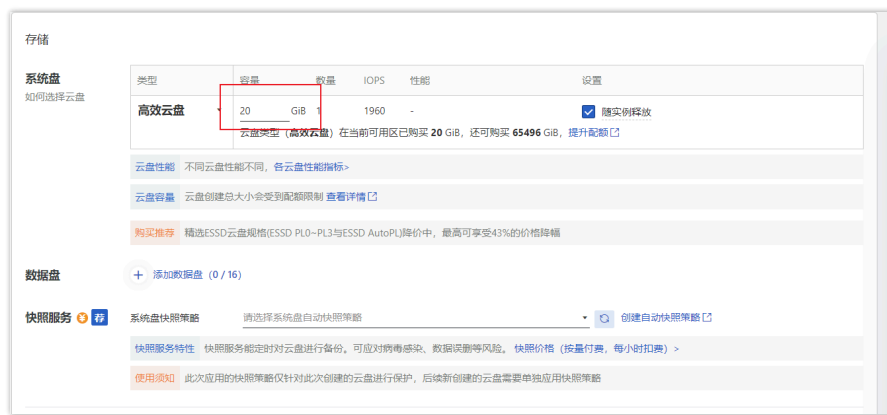 存储
系统盘
如何选择云盘
类型 容量 数量 IOPS 性能 设置
高效云盘 20 GiB 1 1960 - 随实例释放
云盘类型（高效云盘）在当前可用区已购买 20 GiB，还可购买 65496 GiB，提升配额
云盘性能 不同云盘性能不同，各云盘性能指标>
云盘容量 云盘创建总大小会受到配额限制 查看详情
购买推荐 精选ESSD云盘规格(ESSD PL0~PL3与ESSD AutoPL)降价中，最高可享受43%的价格降幅
数据盘 + 添加数据盘（0 / 16）
快照服务 荐 系统盘快照策略 请选择系统盘自动快照策略 创建自动快照策略
快照服务特性 快照服务能定时对云盘进行备份。可应对病毒感染、数据误删等风险。 快照价格（按量付费，每小时扣费）>
使用须知 此次应用的快照策略仅针对此次创建的云盘进行保护，后续新创建的云盘需要单独应用快照策略